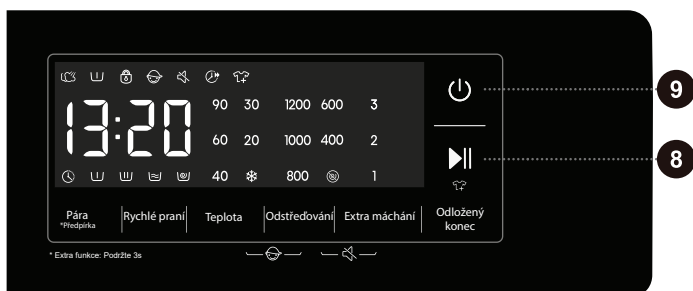 90 30 1200 600 3
13:20
60 20 1000 400 2
40 800 1
Pára
*Předpírka
Rychlé praní
Teplota
Odstřeďování
Extra máchání
Odložený
konec
* Extra funkce: Podržte 3s
9
8